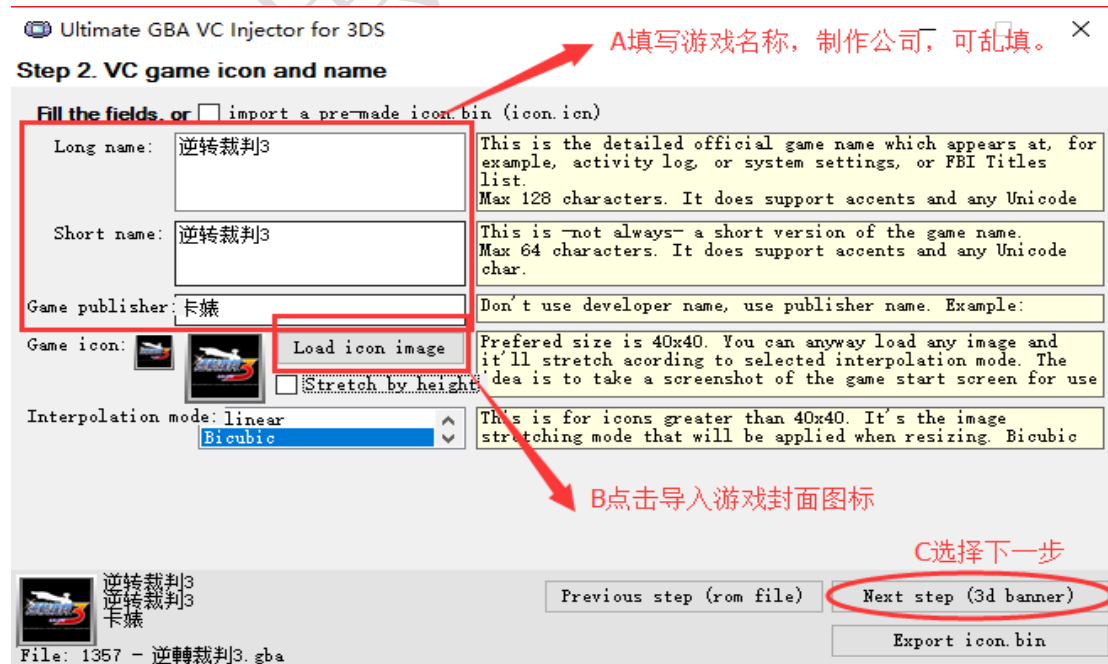 Ultimate GBA VC Injector for 3DS
A填写游戏名称，制作公司，可乱填。
Step 2. VC game icon and name
Fill the fields, or import a pre-made icon.bin (icon.icn)
Long name:
逆转裁判3
This is the detailed official game name which appears at, for
example, activity log, or system settings, or FBI Titles
list.
Max 128 characters. It does support accents and any Unicode
Short name:
逆转裁判3
This is -not always- a short version of the game name.
Max 64 characters. It does support accents and any Unicode
char.
Game publisher:
卡婊
Don't use developer name, use publisher name. Example:
Game icon:
Load icon image
Stretch by height
Prefered size is 40x40. You can anyway load any image and
it'll stretch acording to selected interpolation mode. The
dea is to take a screenshot of the game start screen for use
Interpolation mode:
linear
Bicubic
This is for icons greater than 40x40. It's the image
stretching mode that will be applied when resizing. Bicubic
B点击导入游戏封面图标
C选择下一步
逆转裁判3
逆转裁判3
卡婊
Previous step (rom file)
Next step (3d banner)
Export icon.bin
File: 1357 - 逆轉裁判3.gba